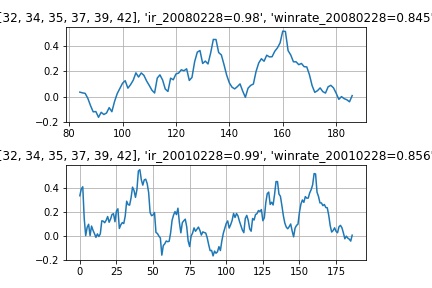 [32, 34, 35, 37, 39, 42], 'ir_20080228=0.98', 'winrate_20080228=0.845'
0.4
0.2
0.0
−0.2
80 100 120 140 160 180
[32, 34, 35, 37, 39, 42], 'ir_20010228=0.99', 'winrate_20010228=0.856'
0.4
0.2
0.0
−0.2
0 25 50 75 100 125 150 175